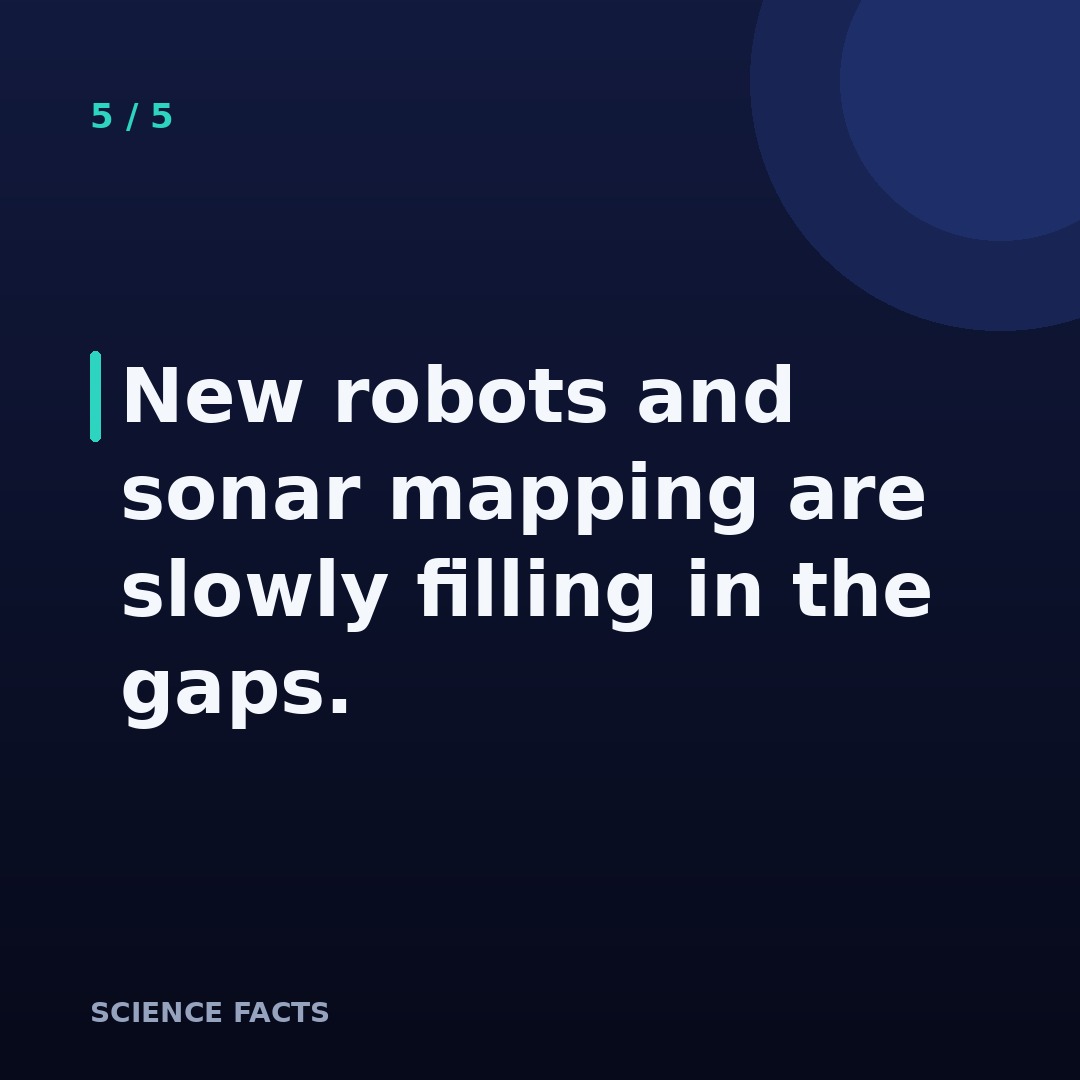 5 / 5
New robots and
sonar mapping are
slowly filling in the
gaps.
SCIENCE FACTS